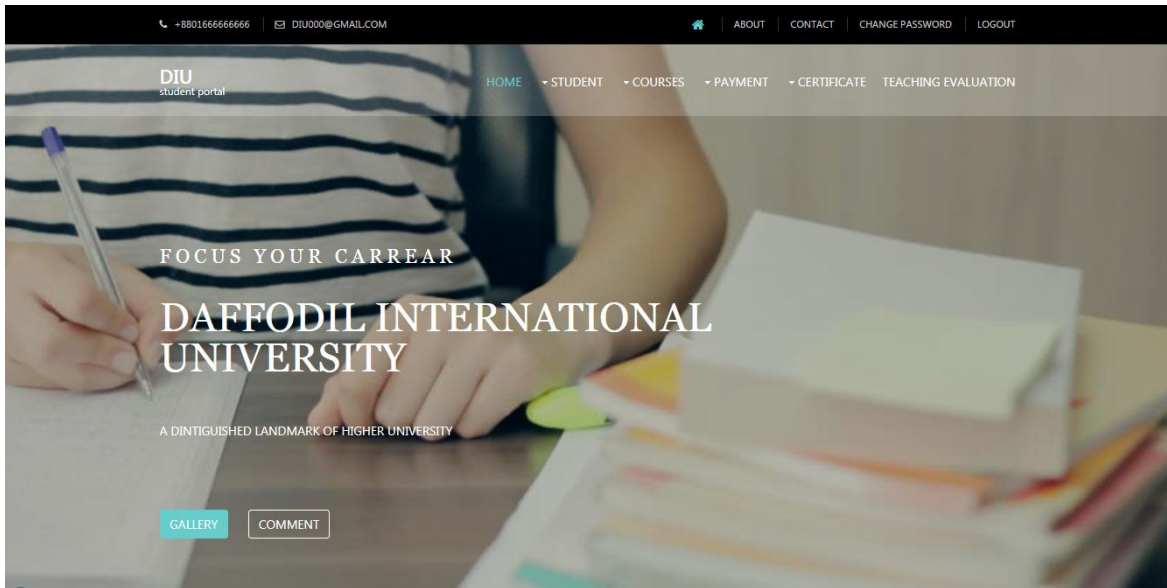 +8801666666666 DIU000@GMAIL.COM ABOUT CONTACT CHANGE PASSWORD LOGOUT
DIU
student portal
HOME STUDENT COURSES PAYMENT CERTIFICATE TEACHING EVALUATION
FOCUS YOUR CARREAR
DAFFODIL INTERNATIONAL
UNIVERSITY
A DINTIGUISHED LANDMARK OF HIGHER UNIVERSITY
GALLERY COMMENT